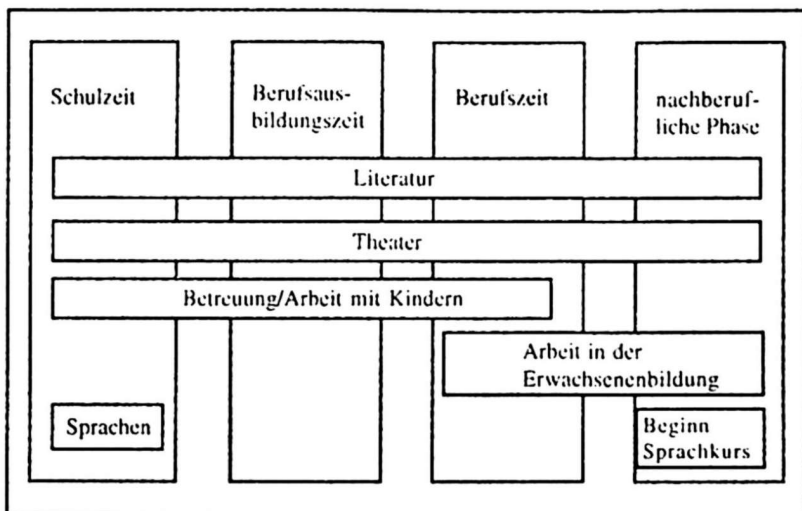 Schulzeit
Berufsaus-
bildungszeit
Berufszeit
nachberuf-
liche Phase
Literatur
Theater
Betreuung/Arbeit mit Kindern
Arbeit in der
Erwachsenenbildung
Sprachen
Beginn
Sprachkurs